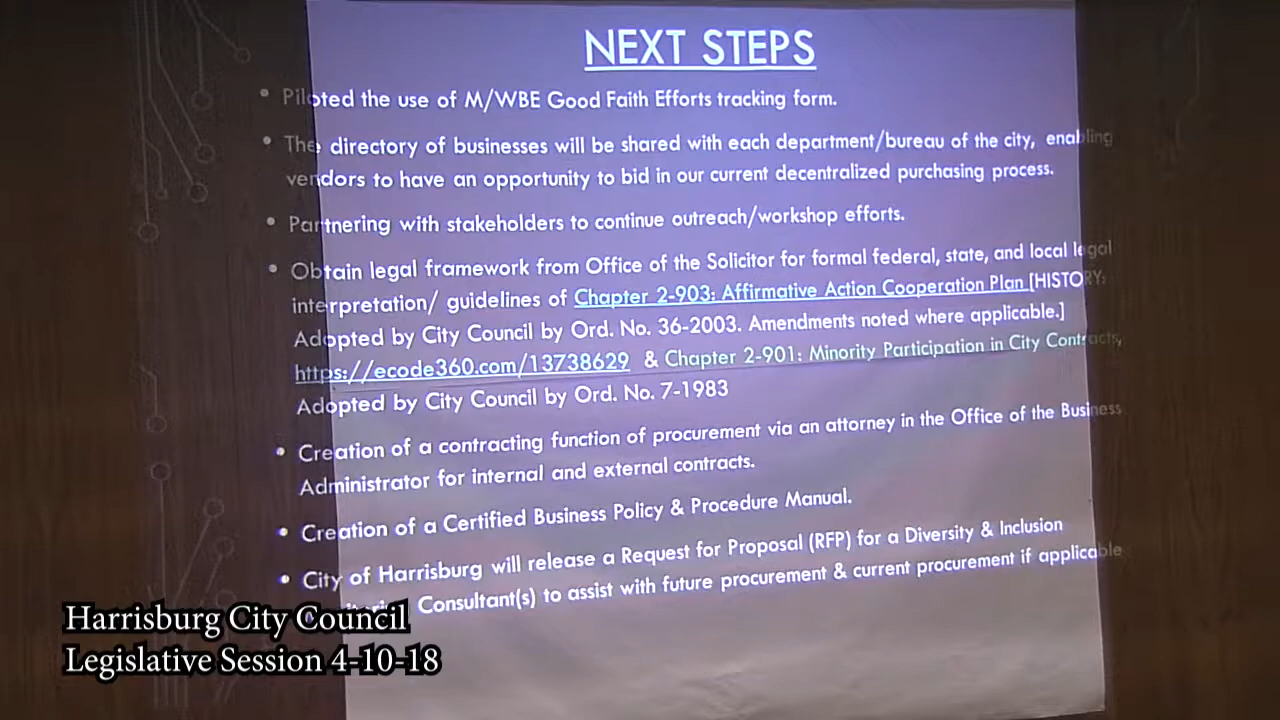 NEXT STEPS
• Piloted the use of M/WBE Good Faith Efforts tracking form.
• The directory of businesses will be shared with each department/bureau of the city, enabling
vendors to have an opportunity to bid in our current decentralized purchasing process.
• Partnering with stakeholders to continue outreach/workshop efforts.
• Obtain legal framework from Office of the Solicitor for formal federal, state, and local legal
interpretation/ guidelines of Chapter 2-903: Affirmative Action Cooperation Plan [HISTORY:
Adopted by City Council by Ord. No. 36-2003. Amendments noted where applicable.]
https://ecode360.com/13738629 & Chapter 2-901: Minority Participation in City Contracts,
Adopted by City Council by Ord. No. 7-1983
• Creation of a contracting function of procurement via an attorney in the Office of the Business
Administrator for internal and external contracts.
• Creation of a Certified Business Policy & Procedure Manual.
• City of Harrisburg will release a Request for Proposal (RFP) for a Diversity & Inclusion
Consultant(s) to assist with future procurement & current procurement if applicable
Harrisburg City Council
Legislative Session 4-10-18